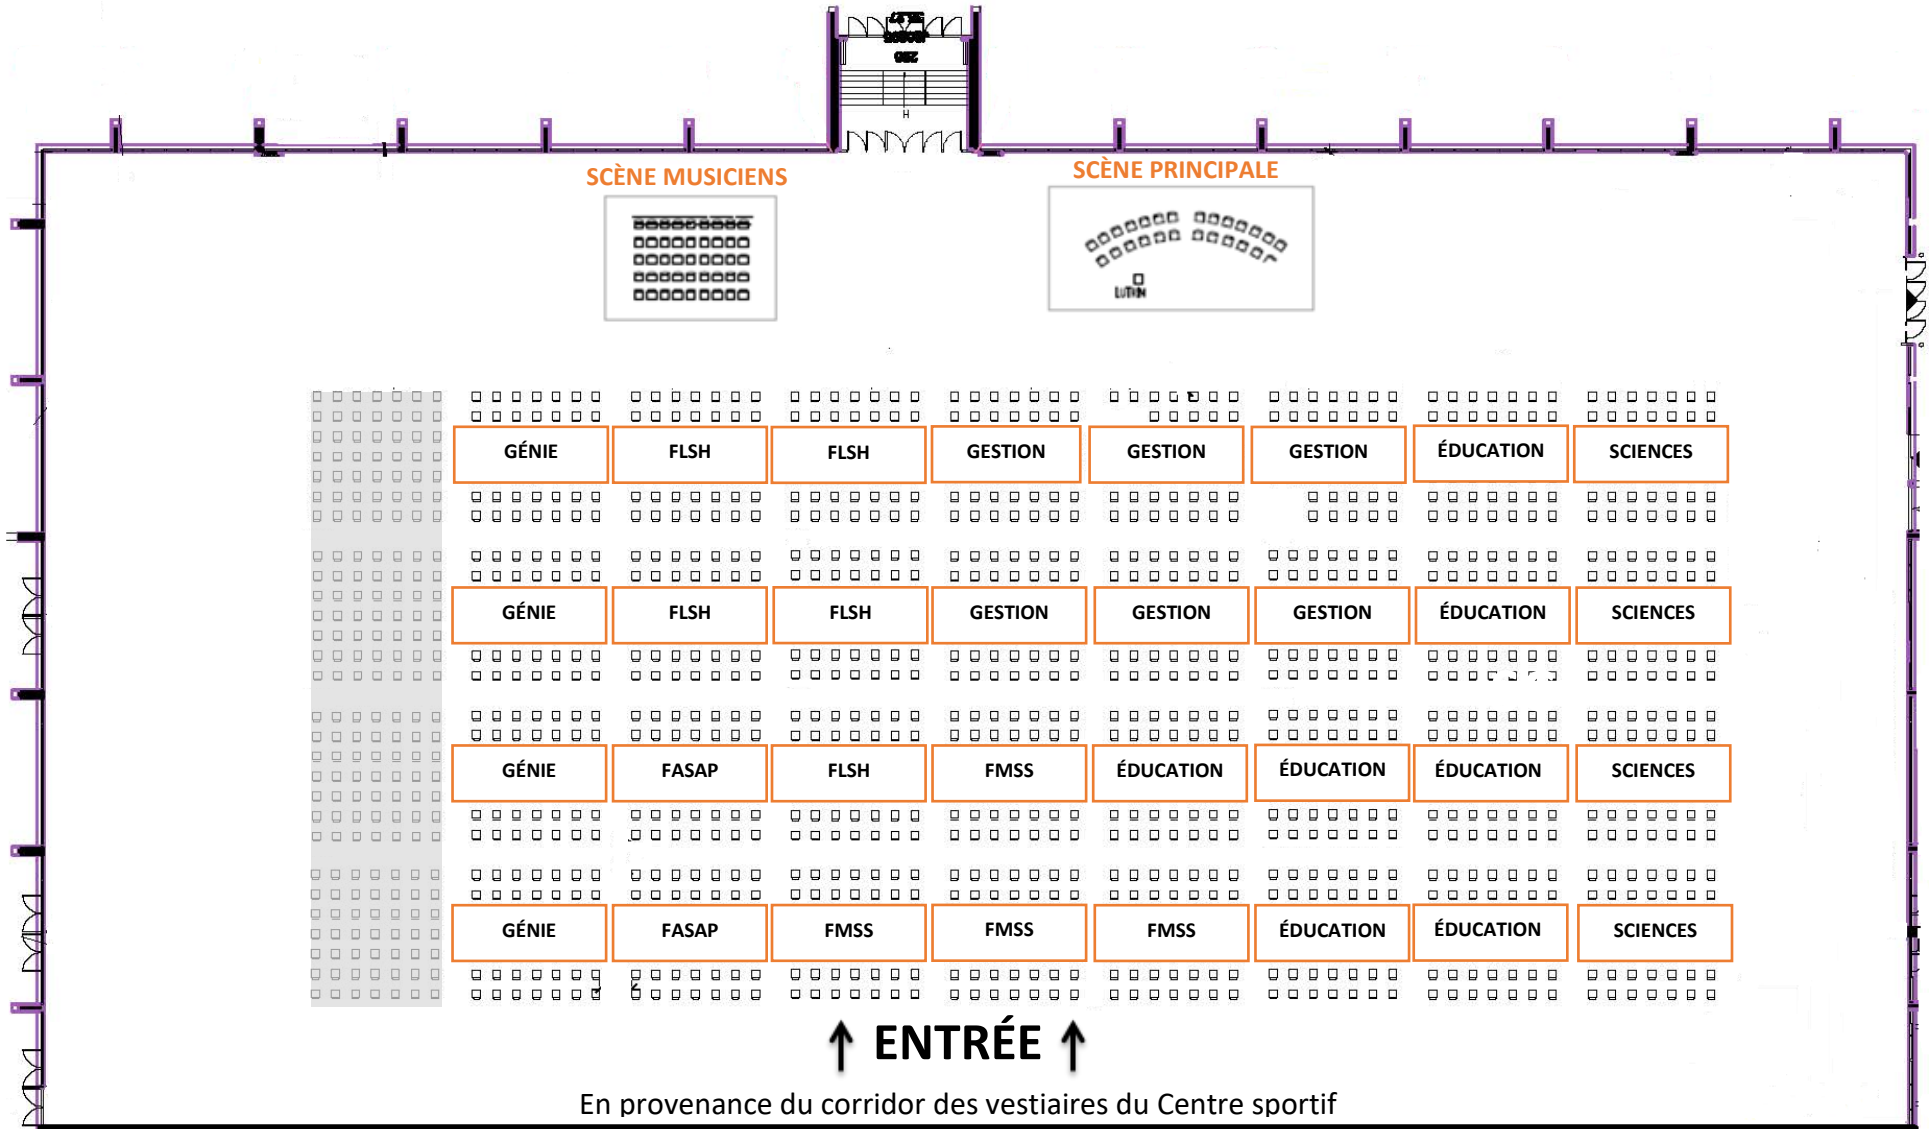 H
SCÈNE MUSICIENS
SCÈNE PRINCIPALE
LUTRIN
GÉNIE FLSH FLSH GESTION GESTION GESTION ÉDUCATION SCIENCES
GÉNIE FLSH FLSH GESTION GESTION GESTION ÉDUCATION SCIENCES
GÉNIE FASAP FLSH FMSS ÉDUCATION ÉDUCATION ÉDUCATION SCIENCES
GÉNIE FASAP FMSS FMSS FMSS ÉDUCATION ÉDUCATION SCIENCES
ENTRÉE
En provenance du corridor des vestiaires du Centre sportif